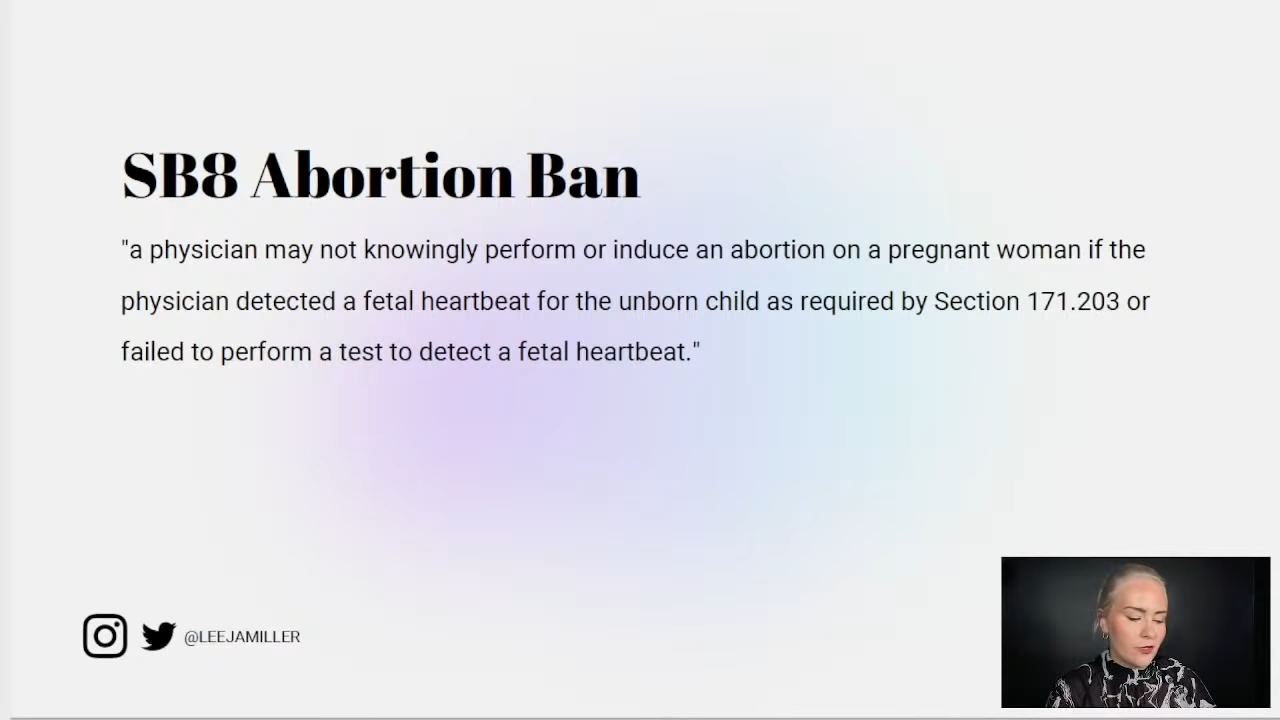 SB8 Abortion Ban
"a physician may not knowingly perform or induce an abortion on a pregnant woman if the
physician detected a fetal heartbeat for the unborn child as required by Section 171.203 or
failed to perform a test to detect a fetal heartbeat."
@LEEJAMILLER